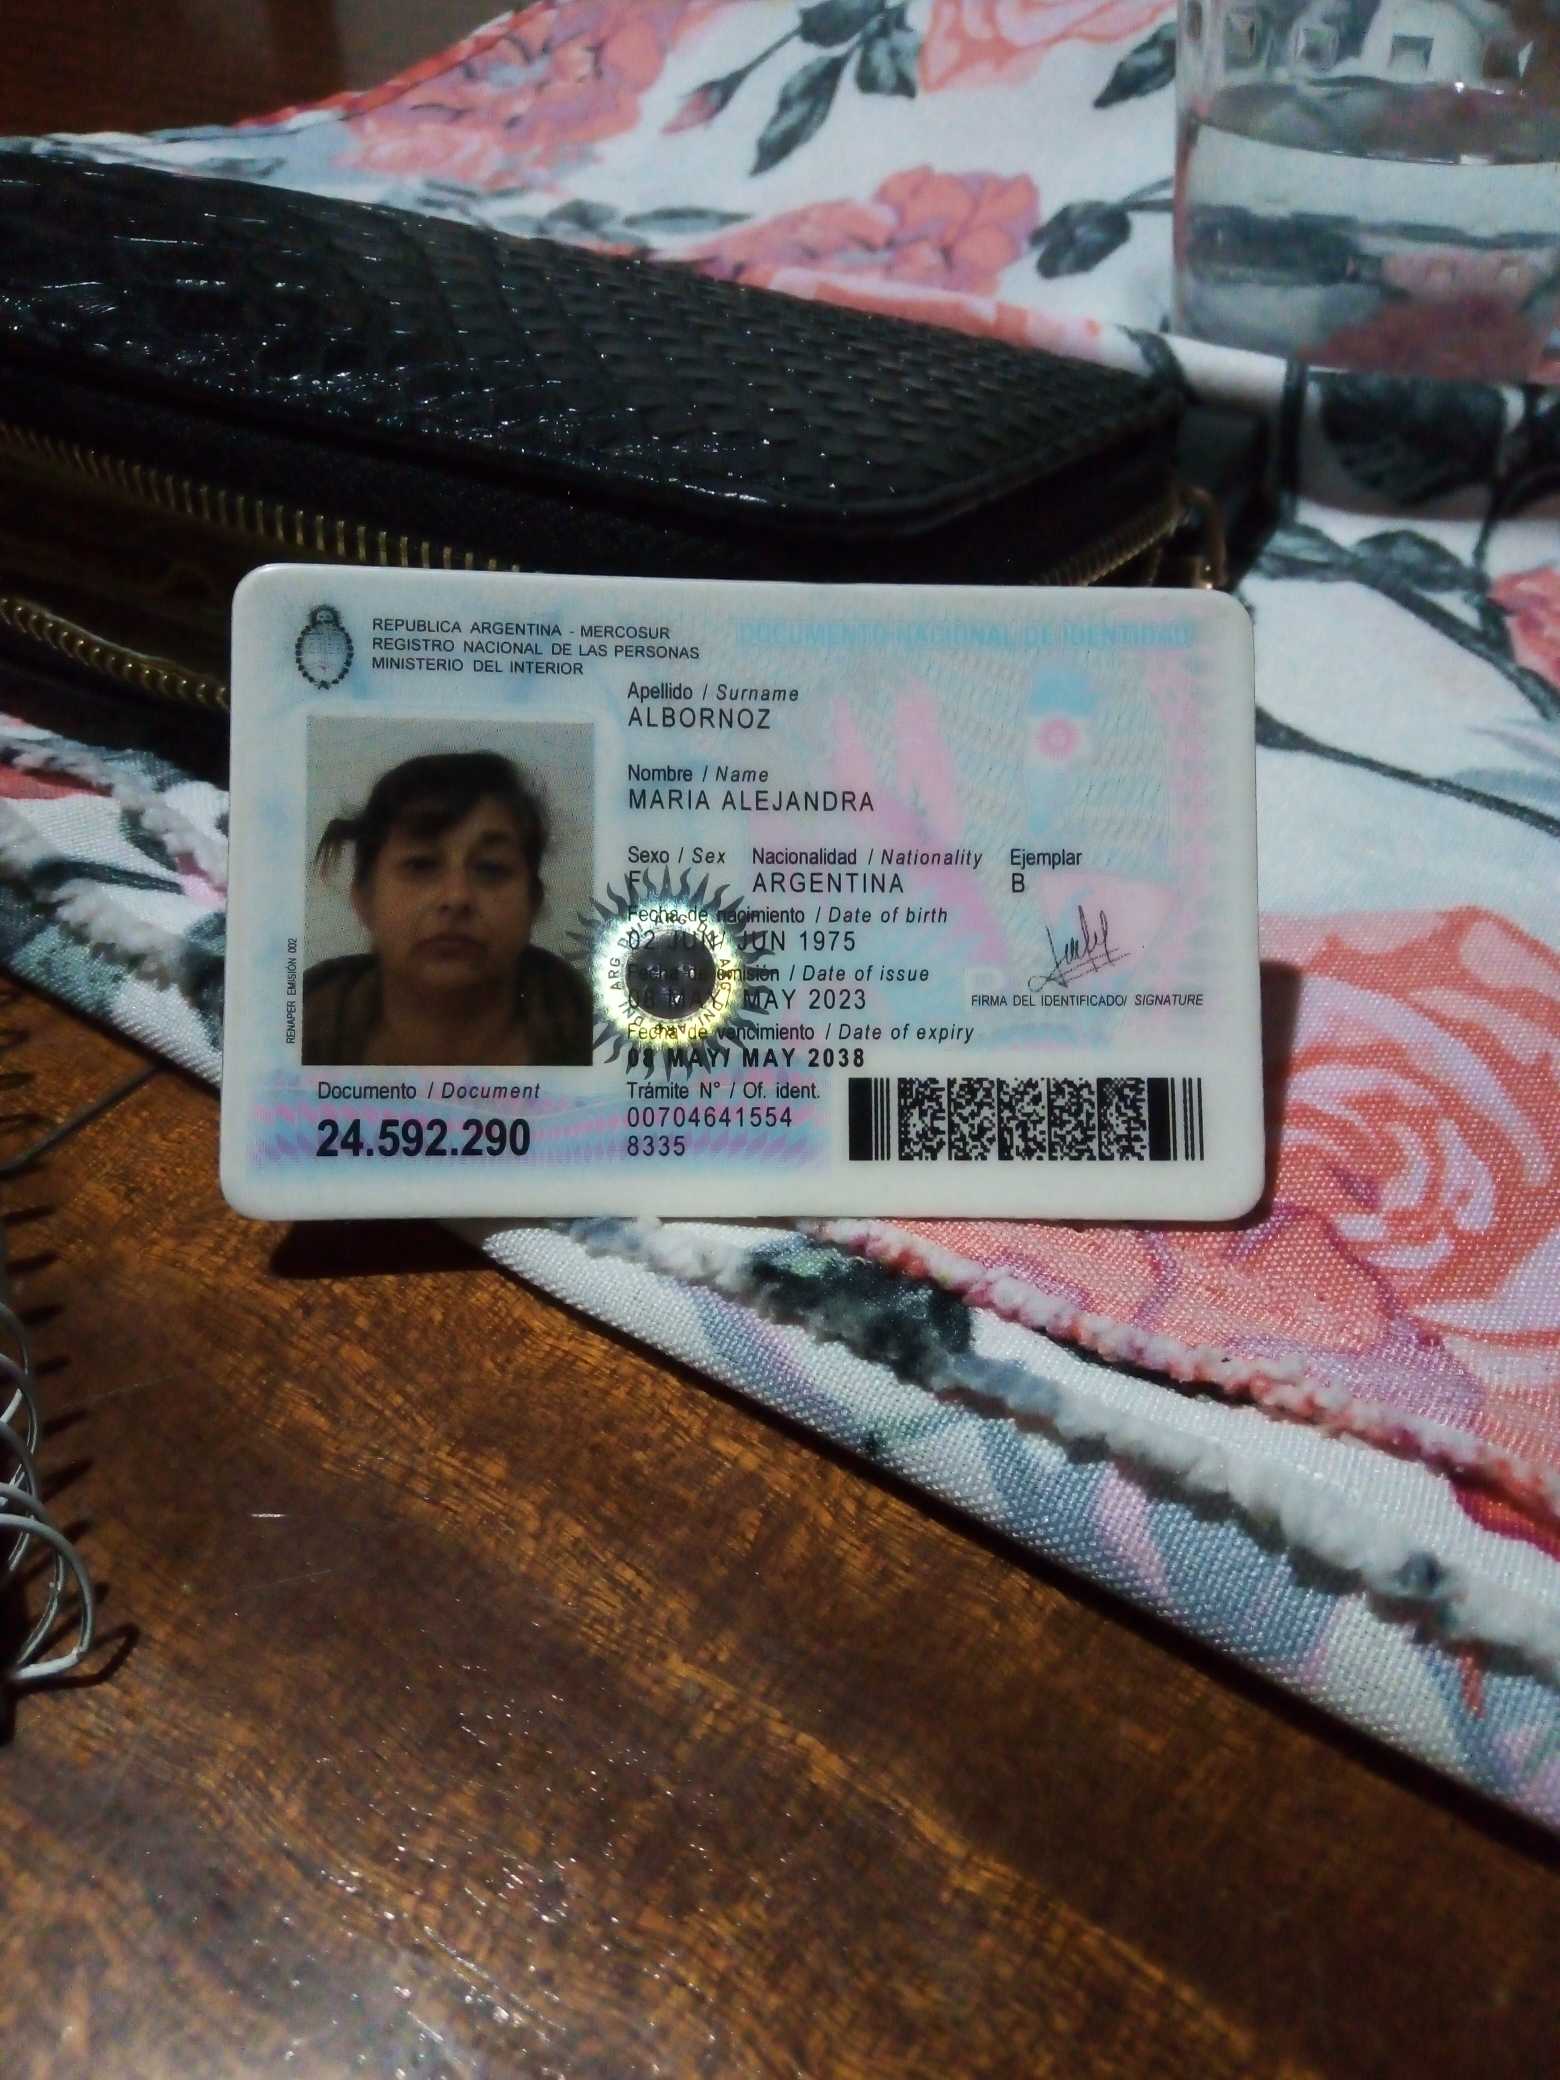 REPUBLICA ARGENTINA - MERCOSUR
REGISTRO NACIONAL DE LAS PERSONAS
MINISTERIO DEL INTERIOR
DOCUMENTO NACIONAL DE IDENTIDAD
Apellido / Surname
ALBORNOZ
Nombre / Name
MARIA ALEJANDRA
Sexo / Sex Nacionalidad / Nationality Ejemplar
F ARGENTINA B
Fecha de nacimiento / Date of birth
02 JUN/ JUN 1975
Fecha de emisión / Date of issue
08 MAY/ MAY 2023
FIRMA DEL IDENTIFICADO/ SIGNATURE
Fecha de vencimiento / Date of expiry
08 MAY/ MAY 2038
RENAPER EMISIÓN 002
Documento / Document
24.592.290
Trámite N° / Of. ident.
00704641554
8335